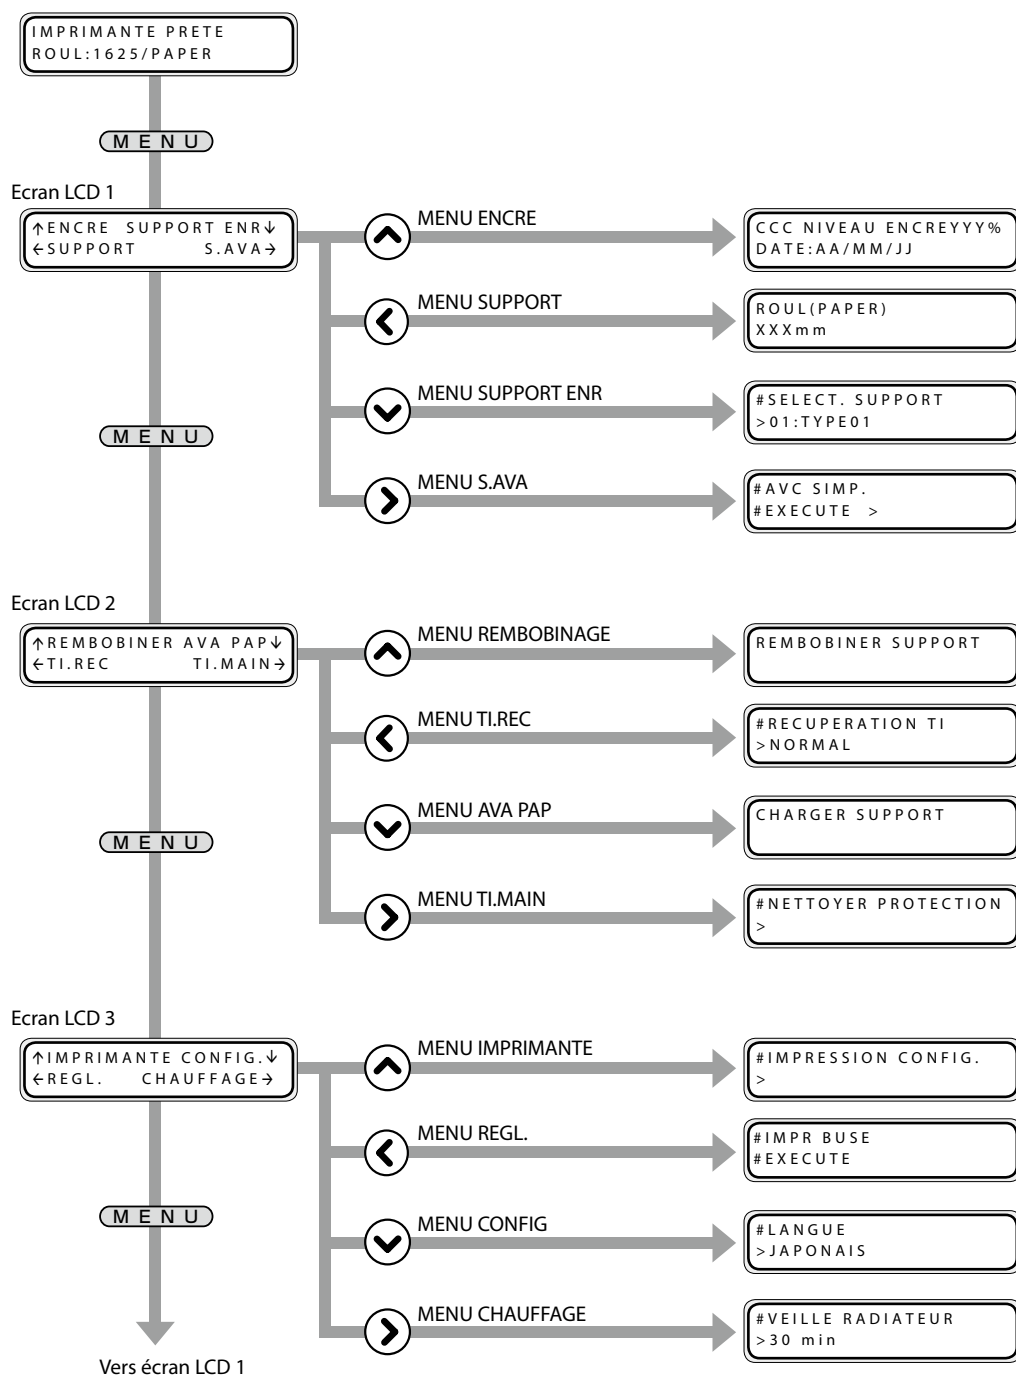 IMPRIMANTE PRETE
ROUL:1625/PAPER
MENU
Ecran LCD 1
↑ENCRE SUPPORT ENR↓
←SUPPORT S.AVA→
MENU ENCRE
CCC NIVEAU ENCREYYY%
DATE:AA/MM/JJ
MENU SUPPORT
ROUL(PAPER)
XXXmm
MENU SUPPORT ENR
#SELECT. SUPPORT
>01:TYPE01
MENU S.AVA
#AVC SIMP.
#EXECUTE >
MENU
Ecran LCD 2
↑REMBOBINER AVA PAP↓
←TI.REC TI.MAIN→
MENU REMBOBINAGE
REMBOBINER SUPPORT
MENU TI.REC
#RECUPERATION TI
>NORMAL
MENU AVA PAP
CHARGER SUPPORT
MENU TI.MAIN
#NETTOYER PROTECTION
>
MENU
Ecran LCD 3
↑IMPRIMANTE CONFIG.↓
←REGL. CHAUFFAGE→
MENU IMPRIMANTE
#IMPRESSION CONFIG.
>
MENU REGL.
#IMPR BUSE
#EXECUTE
MENU CONFIG
#LANGUE
>JAPONAIS
MENU CHAUFFAGE
#VEILLE RADIATEUR
>30 min
MENU
Vers écran LCD 1